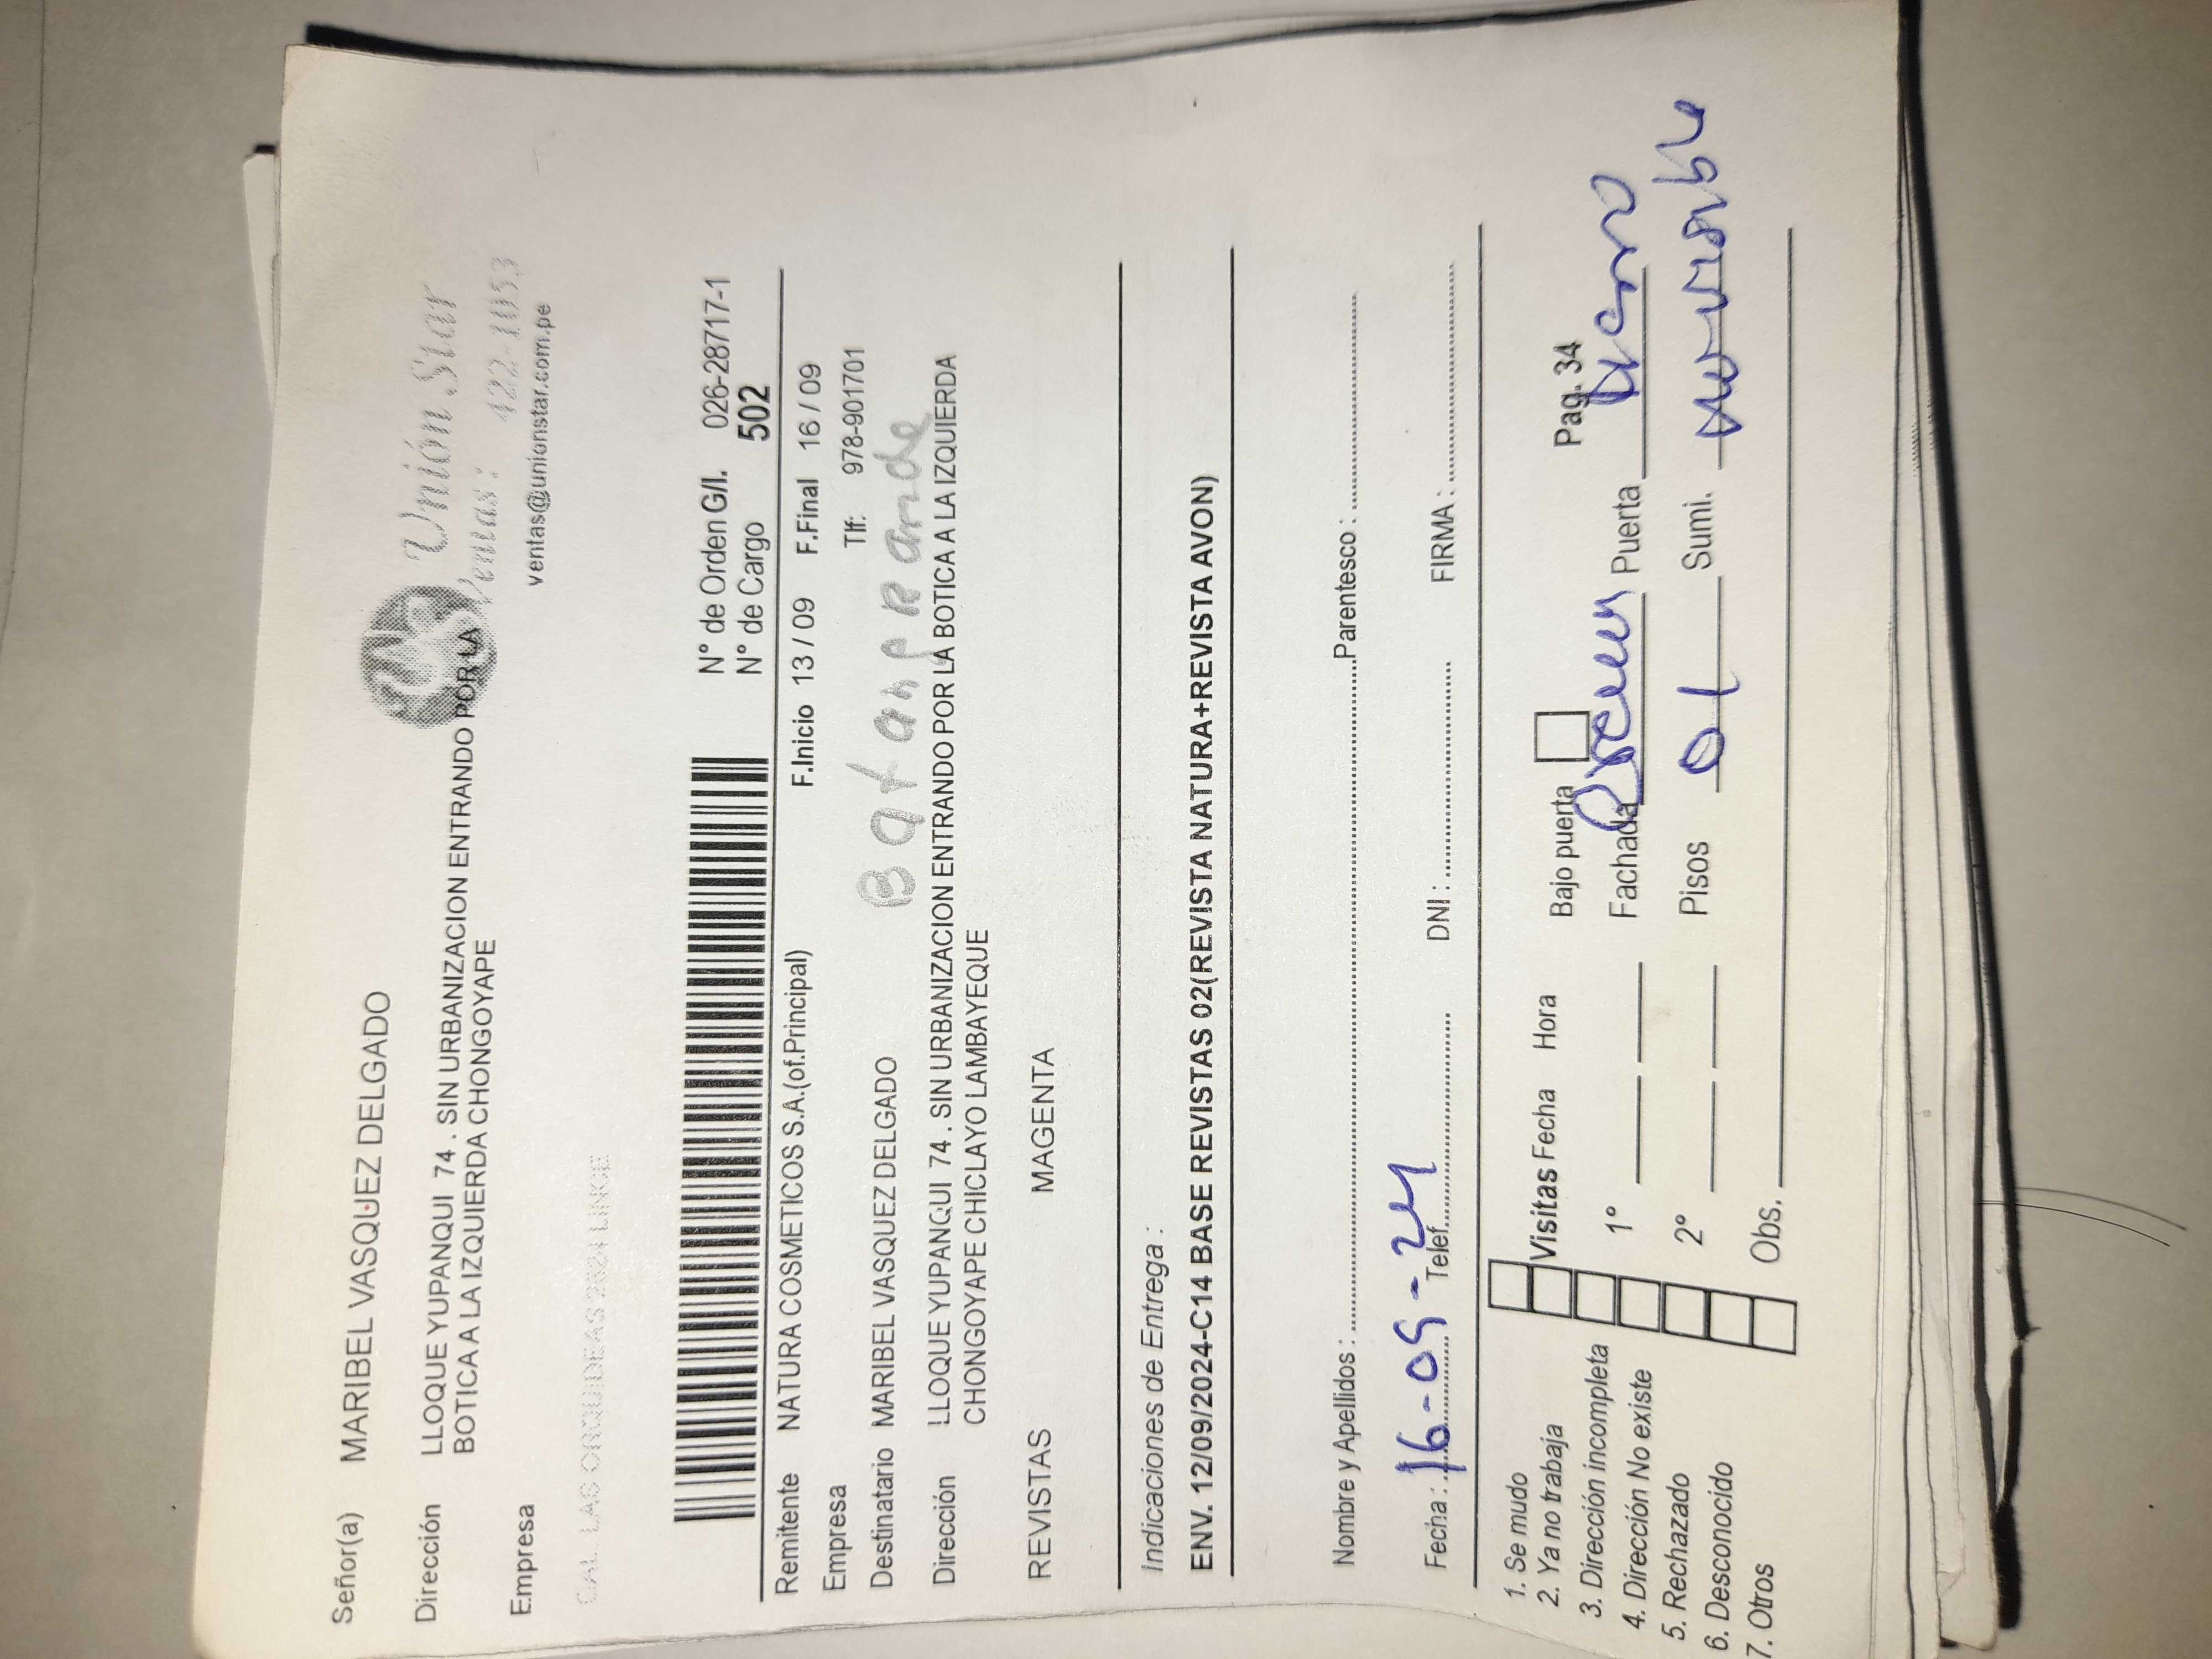 Señor(a) MARIBEL VASQUEZ DELGADO
Unión Star
Ventas: 422-1053
ventas@unionstar.com.pe
Dirección LLOQUE YUPANQUI 74 . SIN URBANIZACION ENTRANDO POR LA
BOTICA A LA IZQUIERDA CHONGOYAPE
Empresa
CAL. LAS ORQUIDEAS LINCE
N° de Orden G/I. 026-28717-1
N° de Cargo 502
Remitente NATURA COSMETICOS S.A.(of.Principal) F.Inicio 13 / 09 F.Final 16 / 09
Empresa Tlf: 978-901701
Destinatario MARIBEL VASQUEZ DELGADO
Dirección LLOQUE YUPANQUI 74 . SIN URBANIZACION ENTRANDO POR LA BOTICA A LA IZQUIERDA
CHONGOYAPE CHICLAYO LAMBAYEQUE
REVISTAS MAGENTA
Indicaciones de Entrega :
ENV. 12/09/2024-C14 BASE REVISTAS 02(REVISTA NATURA+REVISTA AVON)
Nombre y Apellidos : Parentesco :
Fecha : 16-09-24 Telef. DNI : FIRMA :
1. Se mudo
2. Ya no trabaja
3. Dirección incompleta
4. Dirección No existe
5. Rechazado
6. Desconocido
7. Otros
Visitas Fecha Hora Bajo puerta Pag. 34
1° Fachada Puerta
2° Pisos 01 Sumi.
Obs.